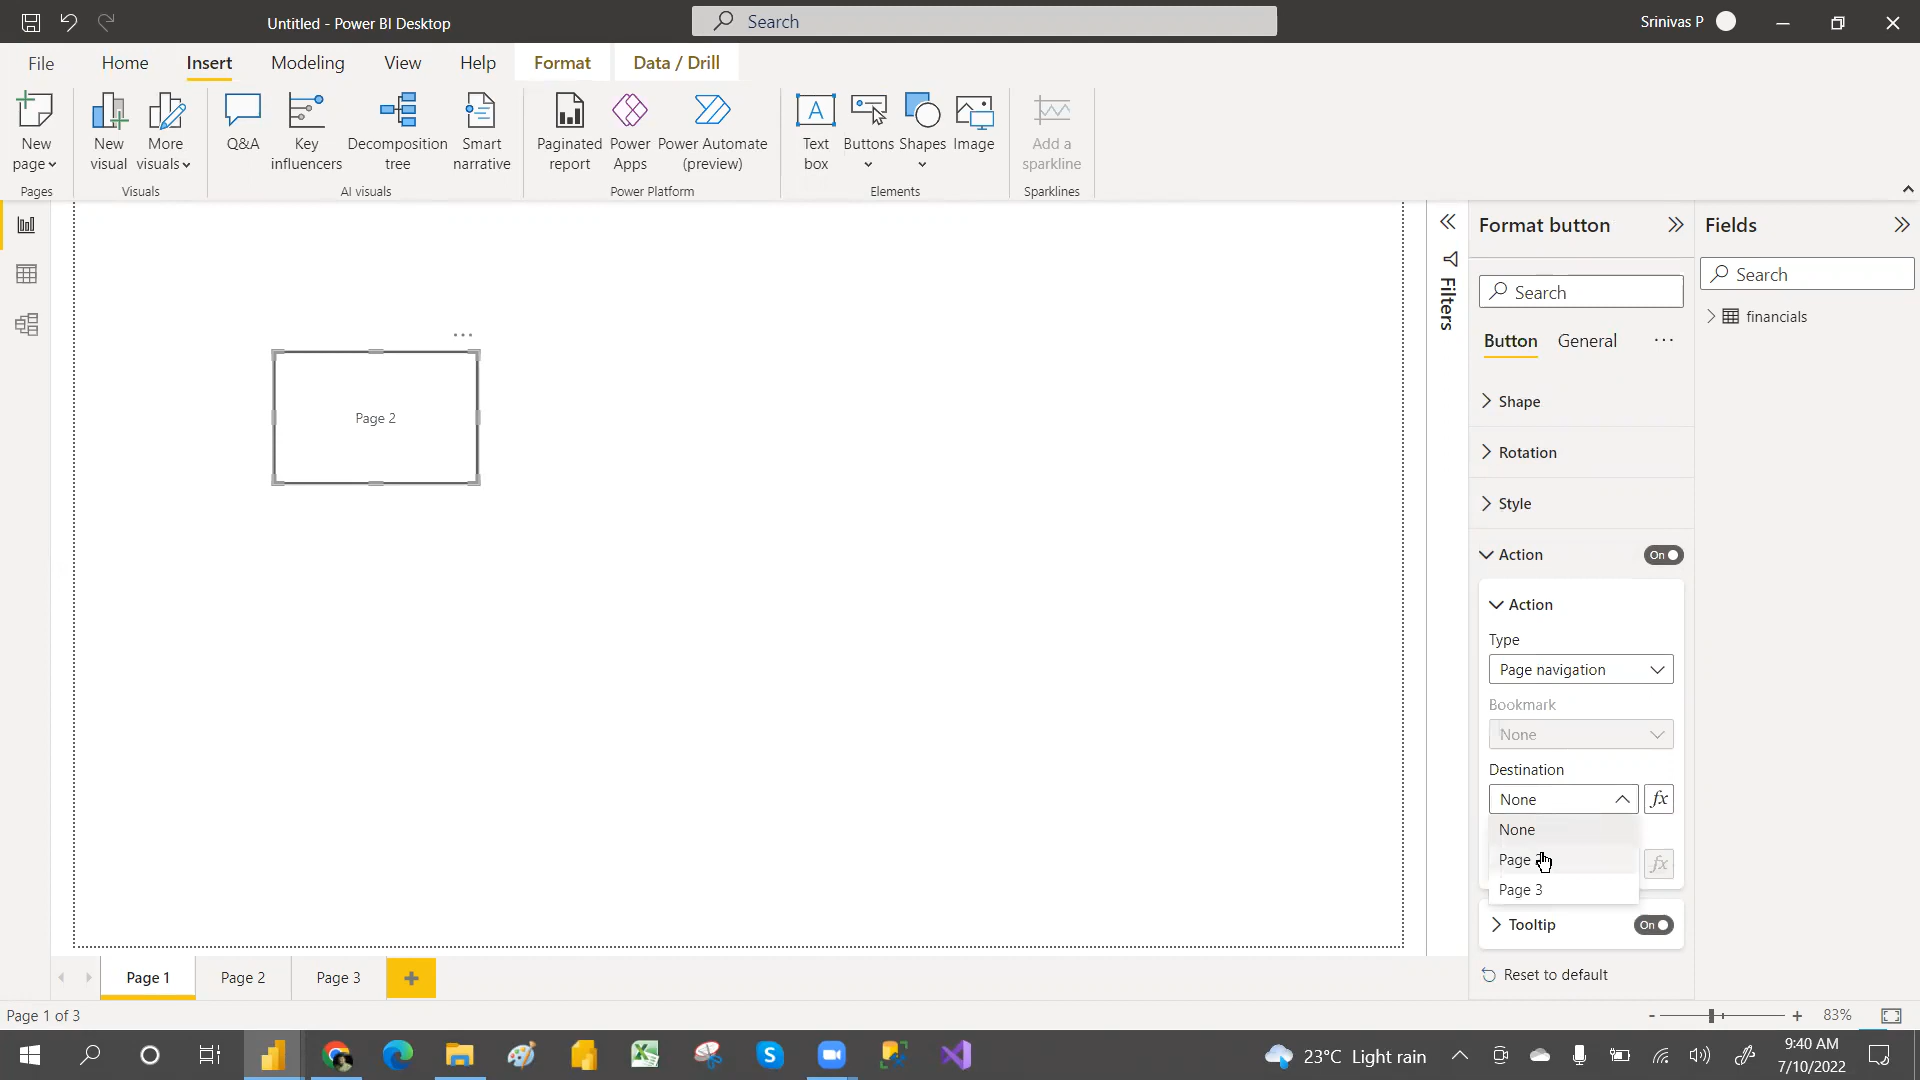 Untitled - Power BI Desktop
Search
Srinivas P
File
Home
Insert
Modeling
View
Help
Format
Data / Drill
New
page
New
visual
More
visuals
Q&A
Key
influencers
Decomposition
tree
Smart
narrative
Paginated
report
Power
Apps
Power Automate
(preview)
Text
box
Buttons
Shapes
Image
Add a
sparkline
Pages
Visuals
AI visuals
Power Platform
Elements
Sparklines
Page 2
Filters
Format button
Search
Button
General
Shape
Rotation
Style
Action
On
Action
Type
Page navigation
Bookmark
None
Destination
None
fx
None
Page
fx
Page 3
Tooltip
On
Reset to default
Fields
Search
financials
Page 1
Page 2
Page 3
Page 1 of 3
83%
23°C Light rain
9:40 AM
7/10/2022